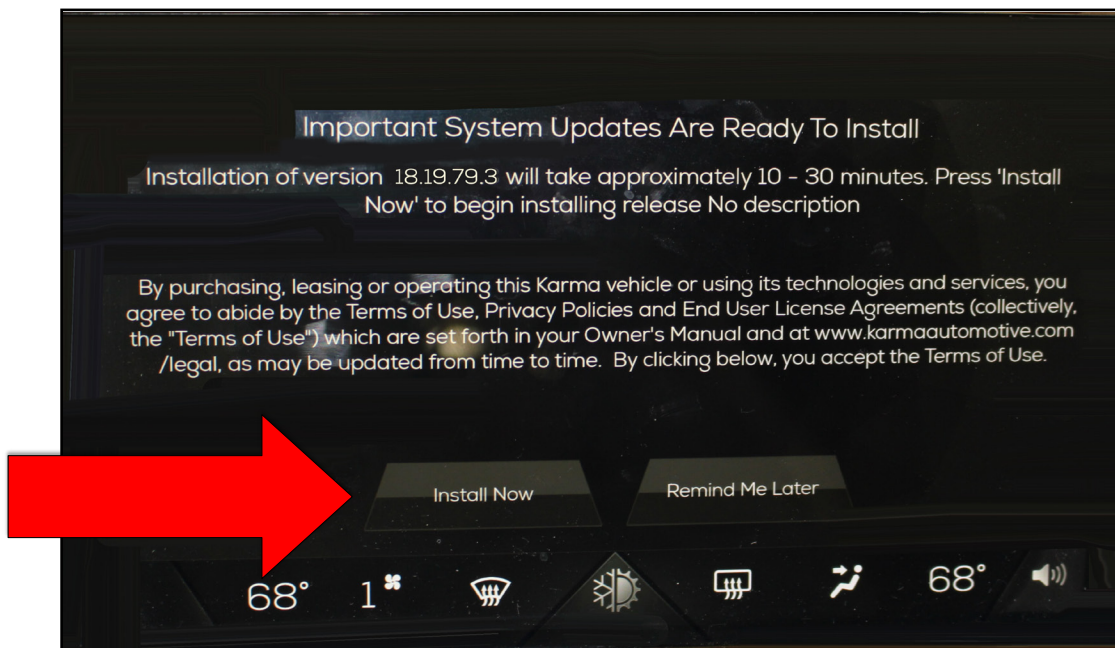 Important System Updates Are Ready To Install
Installation of version 18.19.79.3 will take approximately 10 - 30 minutes. Press 'Install
Now' to begin installing release No description
By purchasing, leasing or operating this Karma vehicle or using its technologies and services, you
agree to abide by the Terms of Use, Privacy Policies and End User License Agreements (collectively,
the "Terms of Use") which are set forth in your Owner's Manual and at www.karmaautomotive.com
/legal, as may be updated from time to time.  By clicking below, you accept the Terms of Use.
Install Now Remind Me Later
68° 1 68°